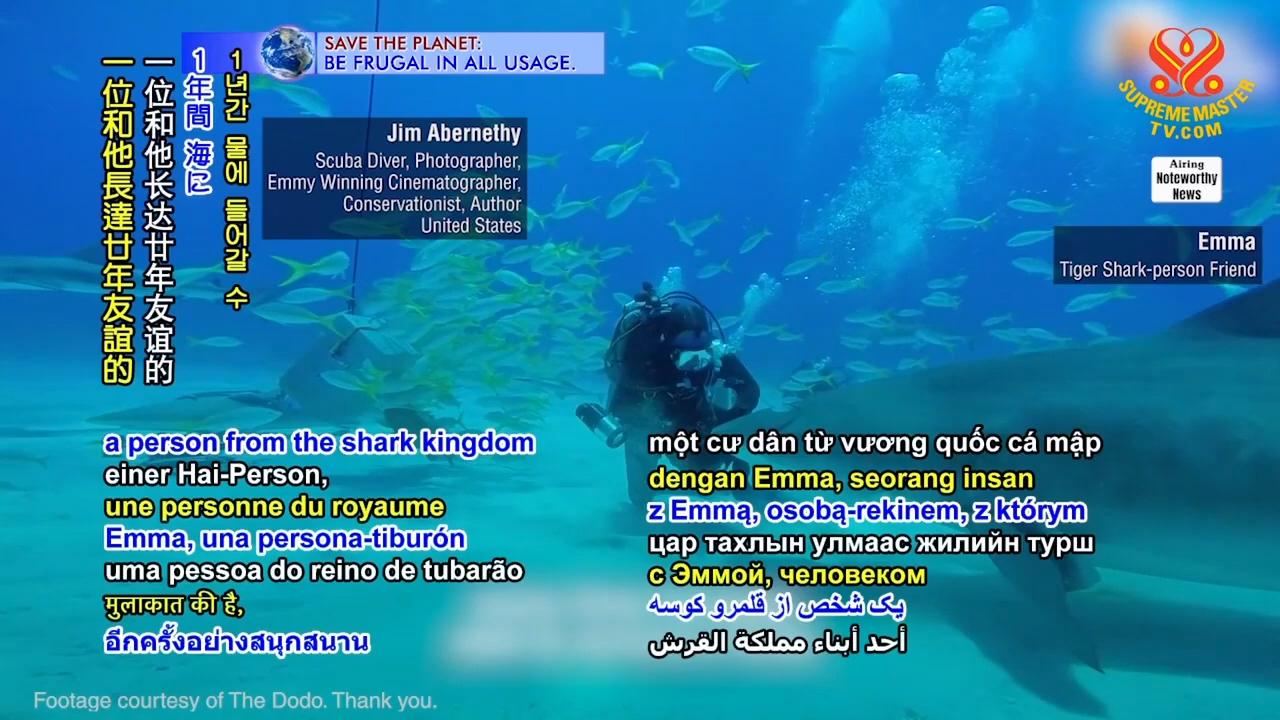 SAVE THE PLANET:
BE FRUGAL IN ALL USAGE.
SUPREME MASTER
TV.COM
Airing
Noteworthy
News
一位和他長達廿年友誼的
一位和他长达廿年友谊的
1年間 海に
1년간 물에 들어갈 수
Jim Abernethy
Scuba Diver, Photographer,
Emmy Winning Cinematographer,
Conservationist, Author
United States
Emma
Tiger Shark-person Friend
a person from the shark kingdom
einer Hai-Person,
une personne du royaume
Emma, una persona-tiburón
uma pessoa do reino de tubarão
मुलाकात की है,
อีกครั้งอย่างสนุกสนาน
một cư dân từ vương quốc cá mập
dengan Emma, seorang insan
z Emmą, osobą-rekinem, z którym
цар тахлын улмаас жилийн турш
с Эммой, человеком
یک شخص از قلمرو کوسه
أحد أبناء مملكة القرش
Footage courtesy of The Dodo. Thank you.